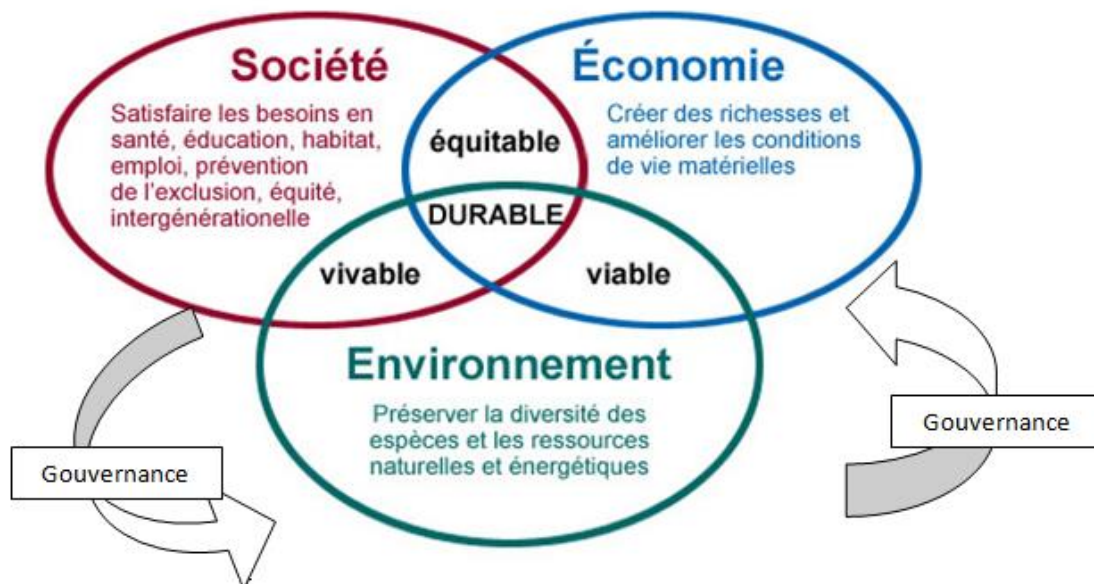 Société
Satisfaire les besoins en
santé, éducation, habitat,
emploi, prévention
de l'exclusion, équité,
intergénérationelle
Économie
Créer des richesses et
améliorer les conditions
de vie matérielles
équitable
DURABLE
vivable
viable
Environnement
Préserver la diversité des
espèces et les ressources
naturelles et énergétiques
Gouvernance
Gouvernance